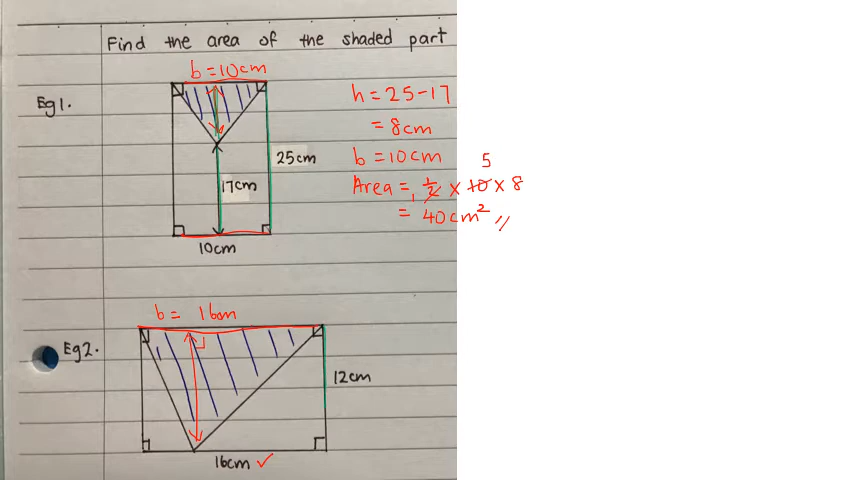 Find the area of the shaded part
b = 10cm
Eg1.
h = 25 - 17
= 8cm
b = 10cm
25cm
17cm
5
Area = 1/2 x 10 x 8
1
= 40cm² //
10cm
b = 16cm
Eg2.
12cm
16cm ✓